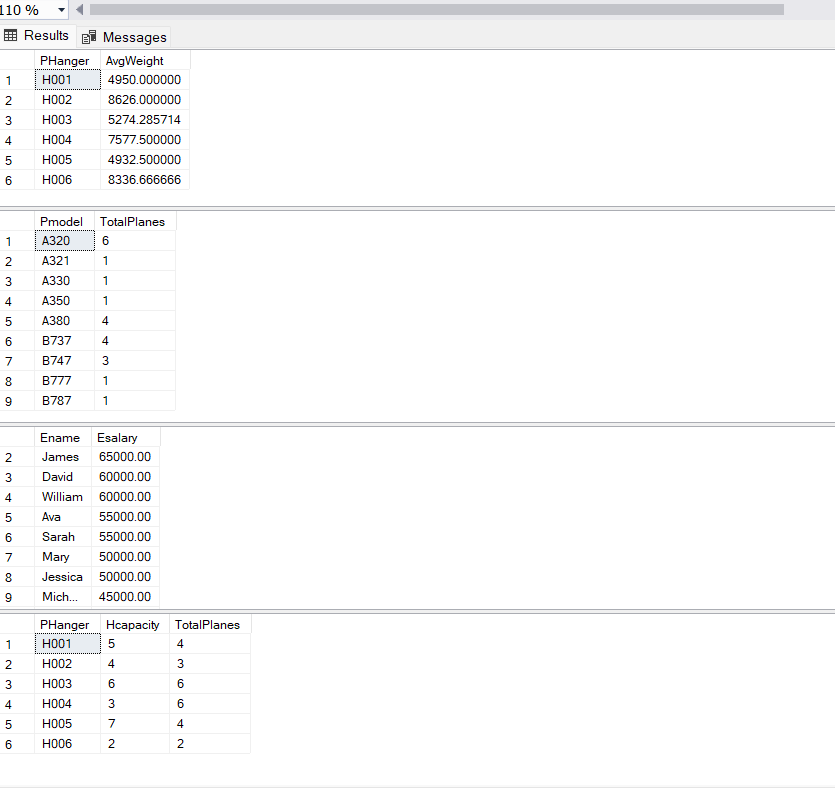 110 %
Results Messages
PHanger AvgWeight
1 H001 4950.000000
2 H002 8626.000000
3 H003 5274.285714
4 H004 7577.500000
5 H005 4932.500000
6 H006 8336.666666
Pmodel TotalPlanes
1 A320 6
2 A321 1
3 A330 1
4 A350 1
5 A380 4
6 B737 4
7 B747 3
8 B777 1
9 B787 1
Ename Esalary
2 James 65000.00
3 David 60000.00
4 William 60000.00
5 Ava 55000.00
6 Sarah 55000.00
7 Mary 50000.00
8 Jessica 50000.00
9 Mich... 45000.00
PHanger Hcapacity TotalPlanes
1 H001 5 4
2 H002 4 3
3 H003 6 6
4 H004 3 6
5 H005 7 4
6 H006 2 2